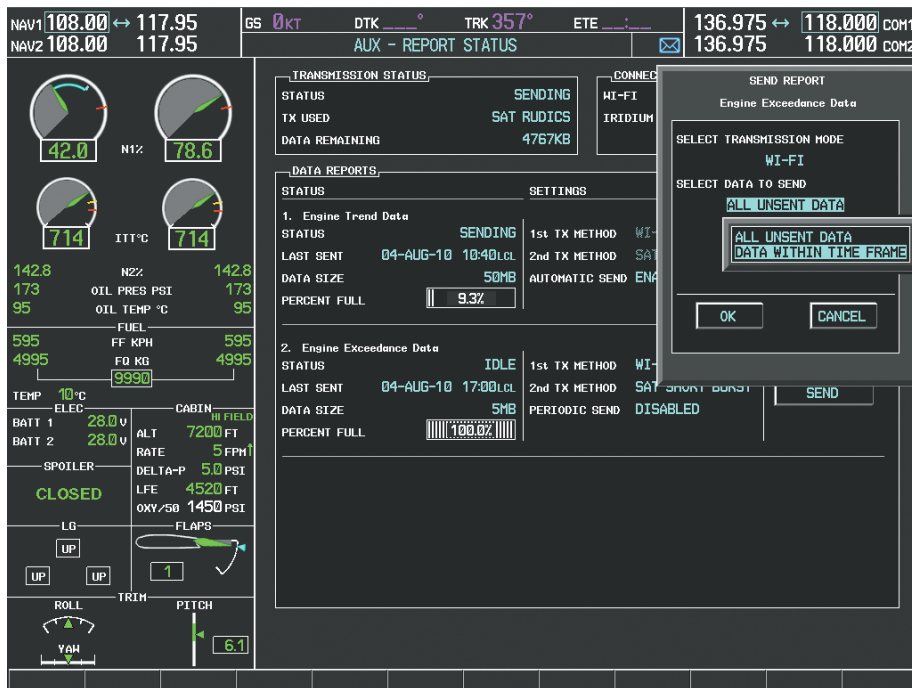 NAV1 108.00 ↔ 117.95
NAV2 108.00 117.95
GS 0KT DTK ___° TRK 357° ETE __:__
AUX - REPORT STATUS
136.975 ↔ 118.000 COM1
136.975 118.000 COM2
42.0 N1% 78.6
714 ITT°C 714
142.8 N2% 142.8
173 OIL PRES PSI 173
95 OIL TEMP °C 95
FUEL
595 FF KPH 595
4995 FQ KG 4995
9990
TEMP 10°C
ELEC
BATT 1 28.0 V
BATT 2 28.0 V
CABIN
HI FIELD
ALT 7200 FT
RATE 5 FPM↑
DELTA-P 5.0 PSI
LFE 4520 FT
OXY/50 1450 PSI
SPOILER
CLOSED
LG
UP
UP UP
FLAPS
1
TRIM
ROLL
YAW
PITCH
6.1
TRANSMISSION STATUS
STATUS SENDING
TX USED SAT RUDICS
DATA REMAINING 4767KB
CONNEC
WI-FI
IRIDIUM
DATA REPORTS
STATUS SETTINGS
1. Engine Trend Data
STATUS SENDING
LAST SENT 04-AUG-10 10:40LCL
DATA SIZE 50MB
PERCENT FULL 9.3%
1st TX METHOD WI-
2nd TX METHOD SAT
AUTOMATIC SEND ENA
2. Engine Exceedance Data
STATUS IDLE
LAST SENT 04-AUG-10 17:00LCL
DATA SIZE 5MB
PERCENT FULL 100.0%
1st TX METHOD WI-
2nd TX METHOD SAT SHORT BURST
PERIODIC SEND DISABLED
SEND
SEND REPORT
Engine Exceedance Data
SELECT TRANSMISSION MODE
WI-FI
SELECT DATA TO SEND
ALL UNSENT DATA
ALL UNSENT DATA
DATA WITHIN TIME FRAME
OK CANCEL